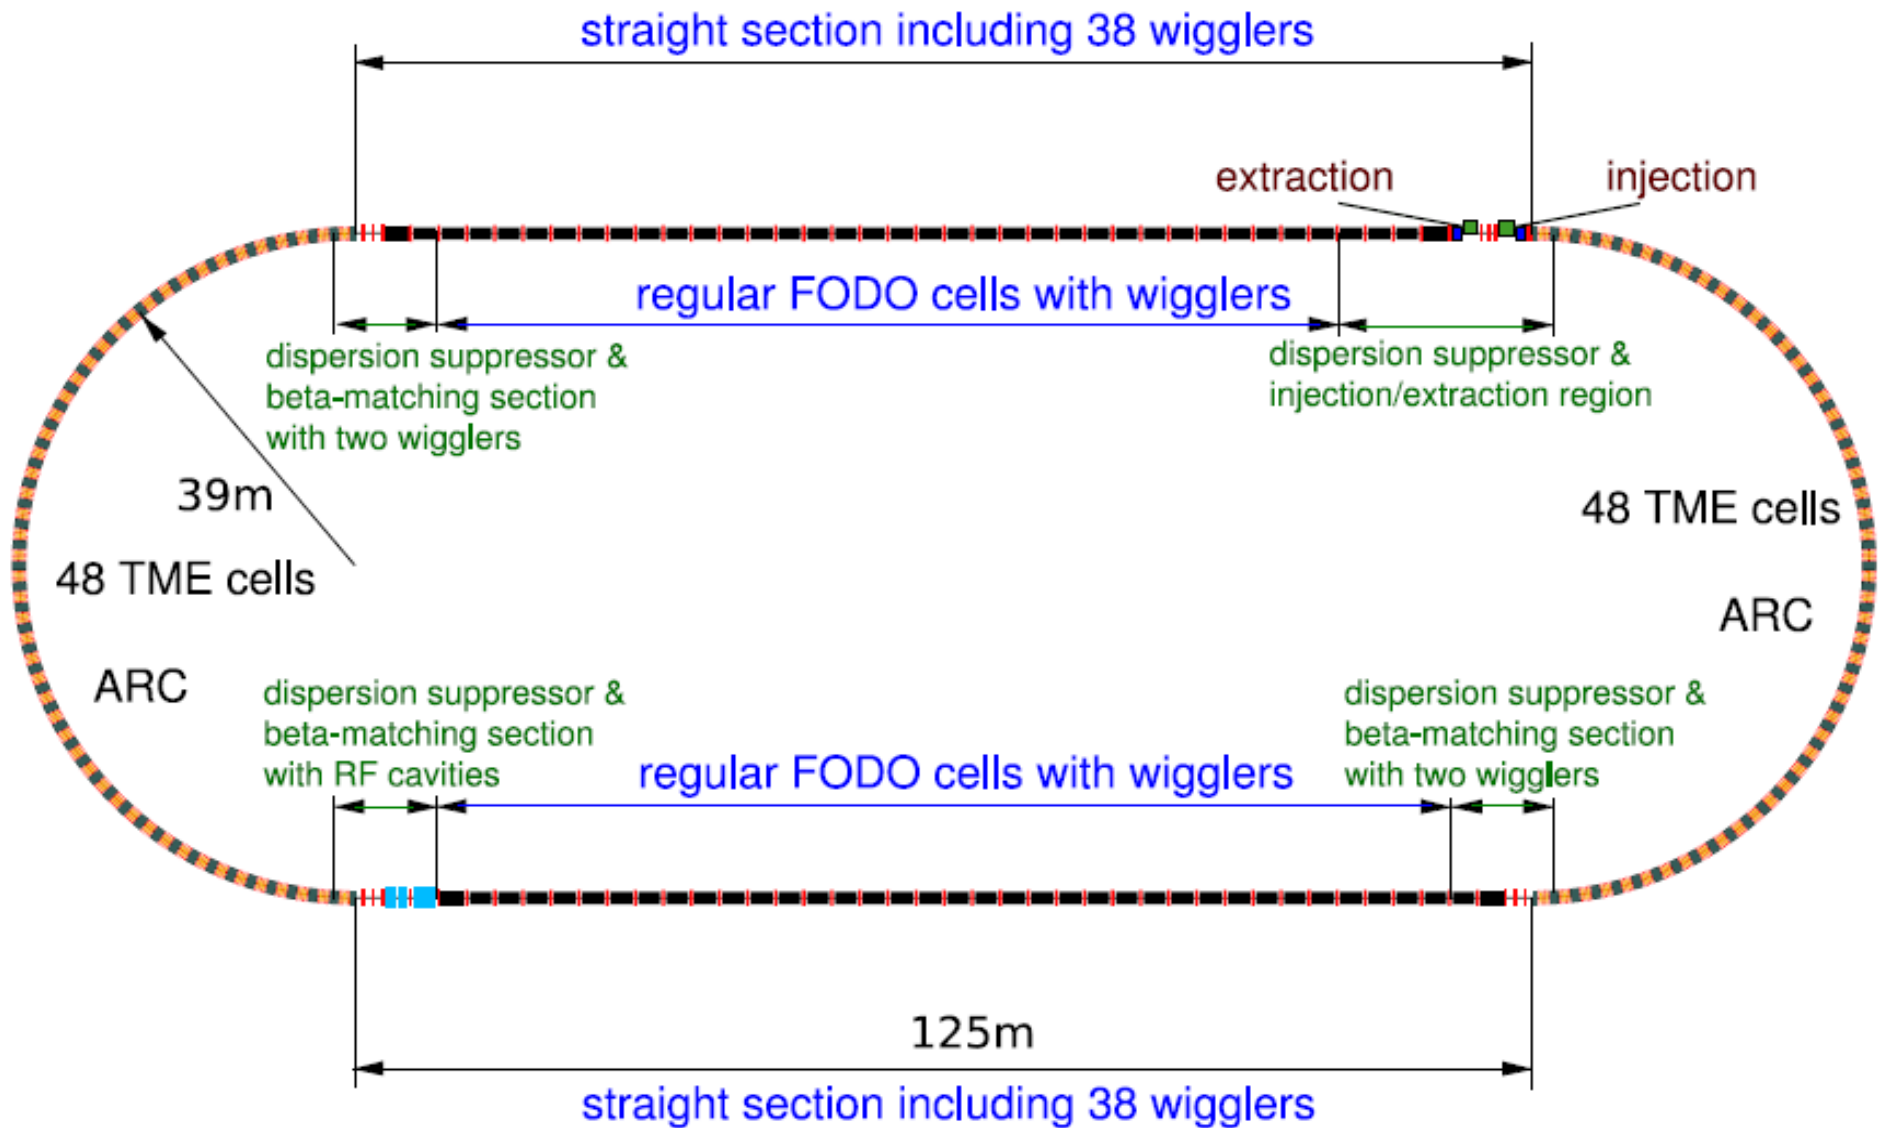 straight section including 38 wigglers
extraction
injection
regular FODO cells with wigglers
dispersion suppressor &
beta-matching section
with two wigglers
dispersion suppressor &
injection/extraction region
39m
48 TME cells
ARC
48 TME cells
ARC
dispersion suppressor &
beta-matching section
with RF cavities
regular FODO cells with wigglers
dispersion suppressor &
beta-matching section
with two wigglers
125m
straight section including 38 wigglers